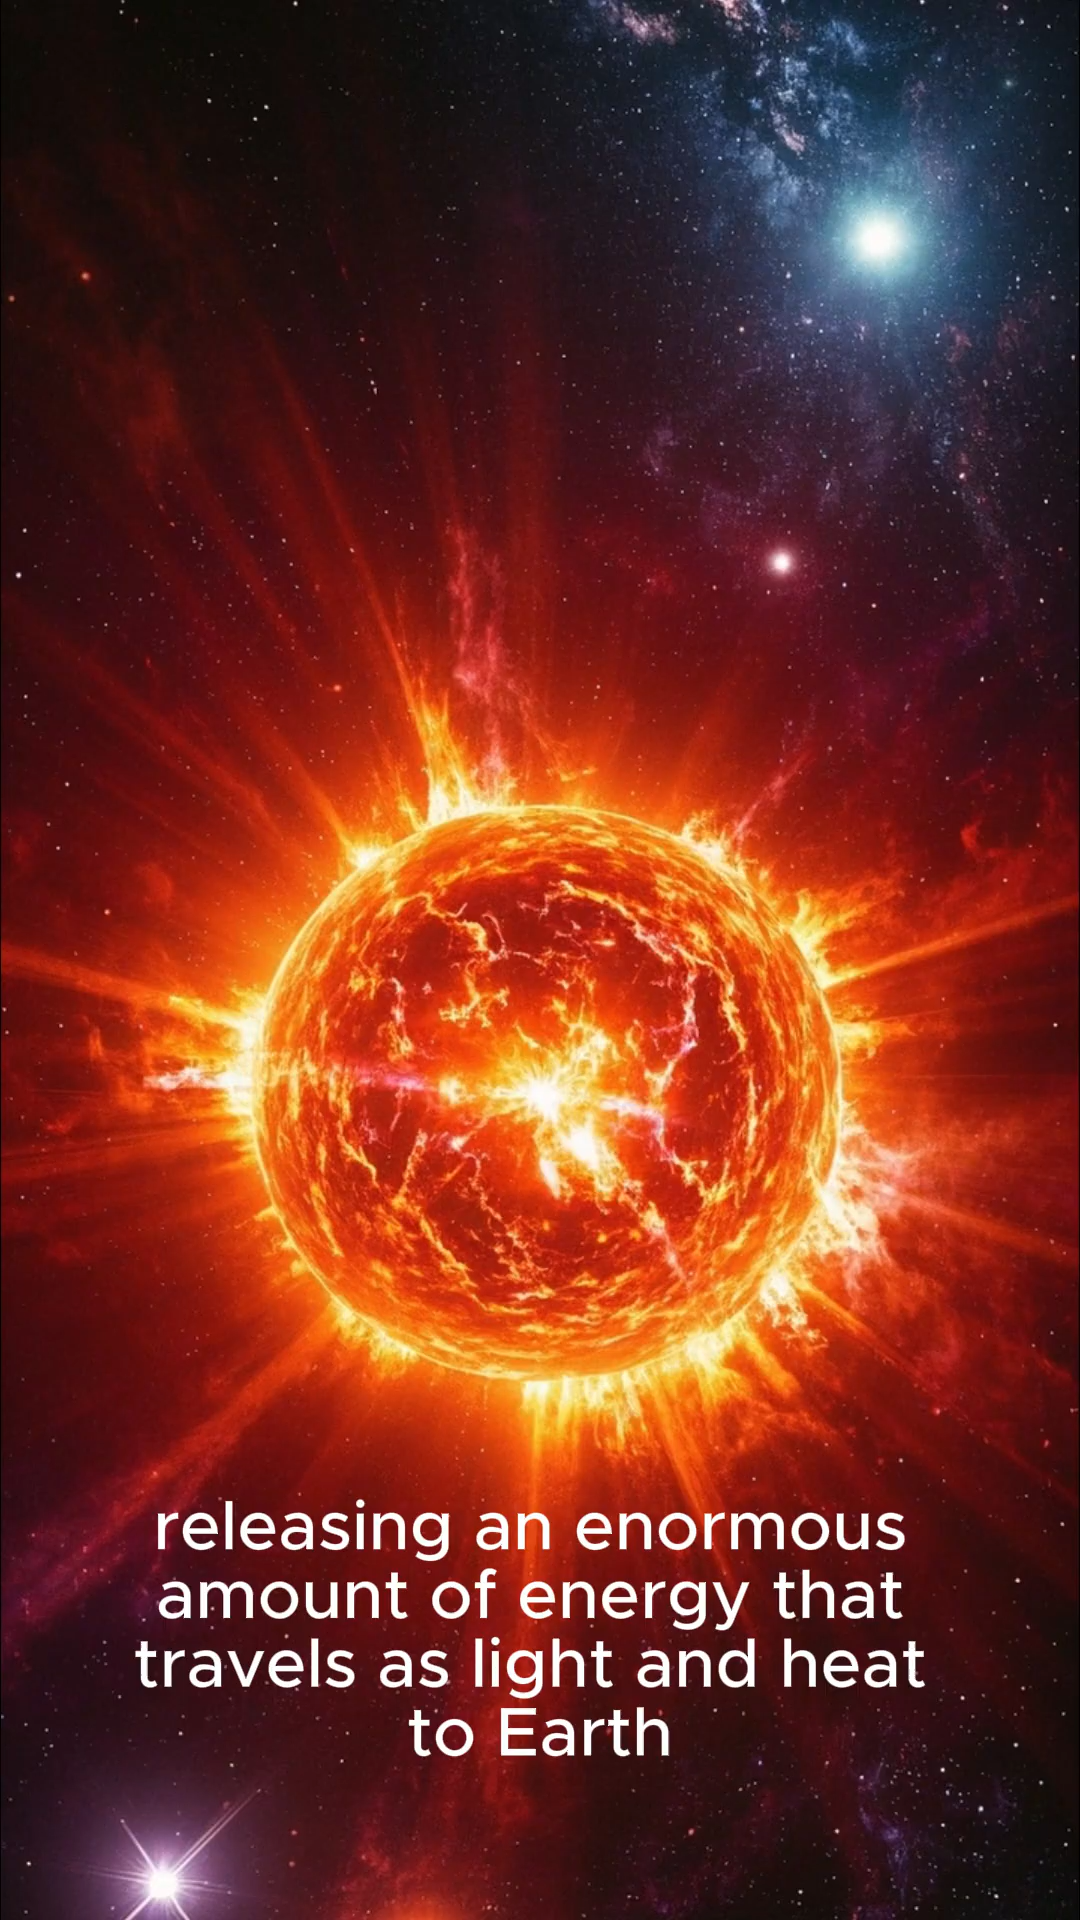 releasing an enormous
amount of energy that
travels as light and heat
to Earth